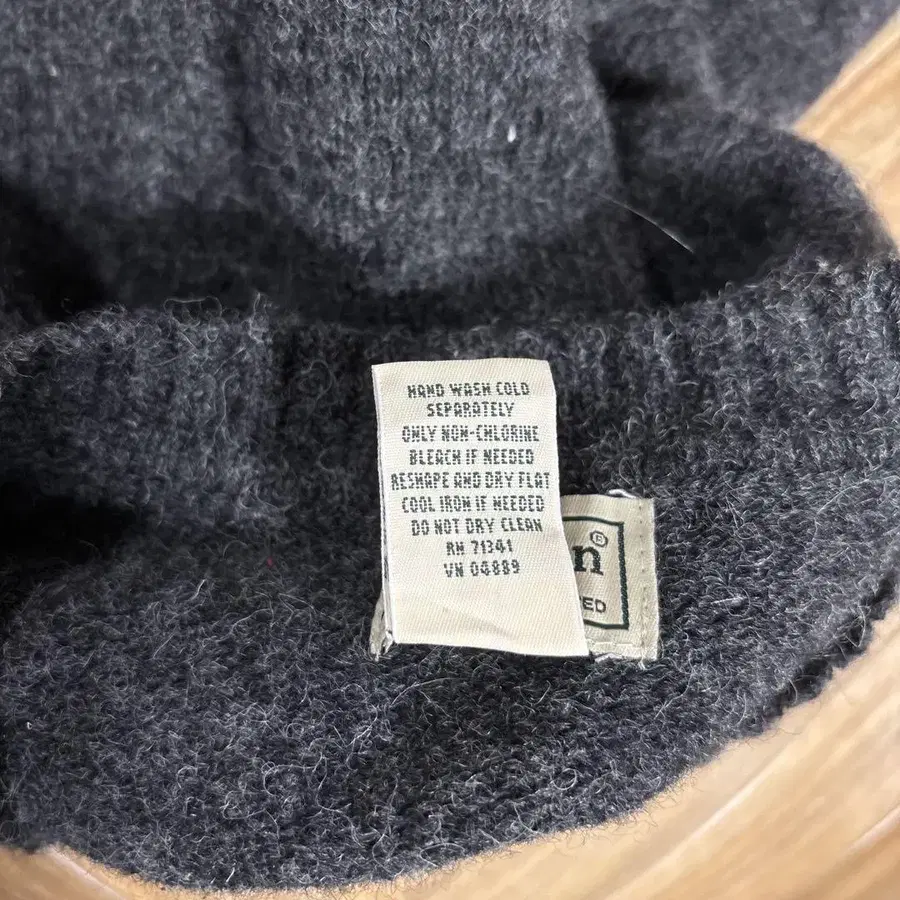 HAND WASH COLD
SEPARATELY
ONLY NON-CHLORINE
BLEACH IF NEEDED
RESHAPE AND DRY FLAT
COOL IRON IF NEEDED
DO NOT DRY CLEAN
RN 71341
VN 04889
n®
ED